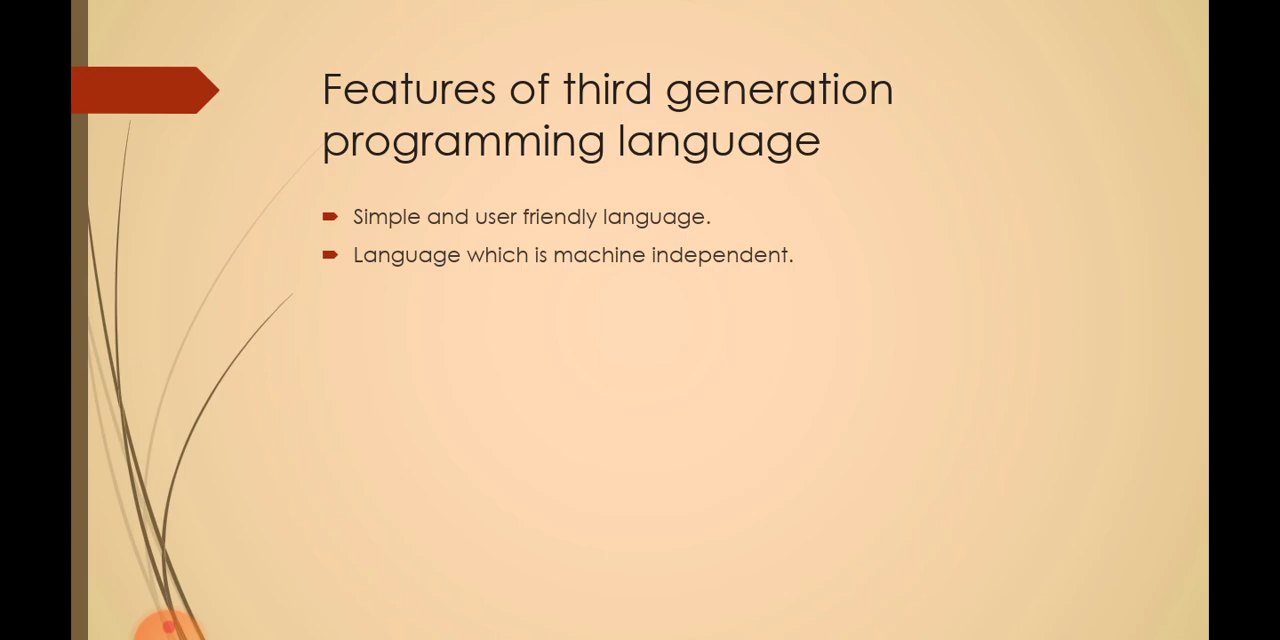 Features of third generation
programming language
Simple and user friendly language.
Language which is machine independent.